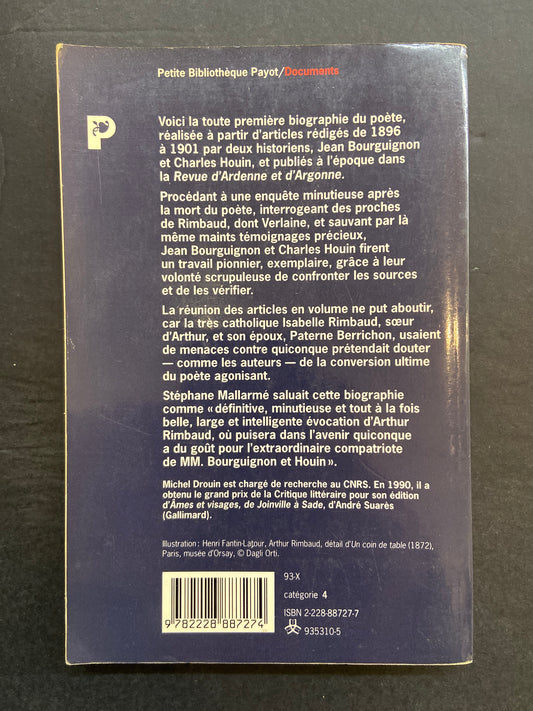 Petite Bibliothèque Payot/Documents
P
Voici la toute première biographie du poète,
réalisée à partir d'articles rédigés de 1896
à 1901 par deux historiens, Jean Bourguignon
et Charles Houin, et publiés à l'époque dans
la Revue d'Ardenne et d'Argonne.
Procédant à une enquête minutieuse après
la mort du poète, interrogeant des proches
de Rimbaud, dont Verlaine, et sauvant par là
même maints témoignages précieux,
Jean Bourguignon et Charles Houin firent
un travail pionnier, exemplaire, grâce à leur
volonté scrupuleuse de confronter les sources
et de les vérifier.
La réunion des articles en volume ne put aboutir,
car la très catholique Isabelle Rimbaud, sœur
d'Arthur, et son époux, Paterne Berrichon, usaient
de menaces contre quiconque prétendait douter
— comme les auteurs — de la conversion ultime
du poète agonisant.
Stéphane Mallarmé saluait cette biographie
comme « définitive, minutieuse et tout à la fois
belle, large et intelligente évocation d'Arthur
Rimbaud, où puisera dans l'avenir quiconque
a du goût pour l'extraordinaire compatriote
de MM. Bourguignon et Houin ».
Michel Drouin est chargé de recherche au CNRS. En 1990, il a
obtenu le grand prix de la Critique littéraire pour son édition
d'Âmes et visages, de Joinville à Sade, d'André Suarès
(Gallimard).
Illustration : Henri Fantin-Latour, Arthur Rimbaud, détail d'Un coin de table (1872),
Paris, musée d'Orsay, © Dagli Orti.
93-X
catégorie 4
ISBN 2-228-88727-7
935310-5
9 782228 887274